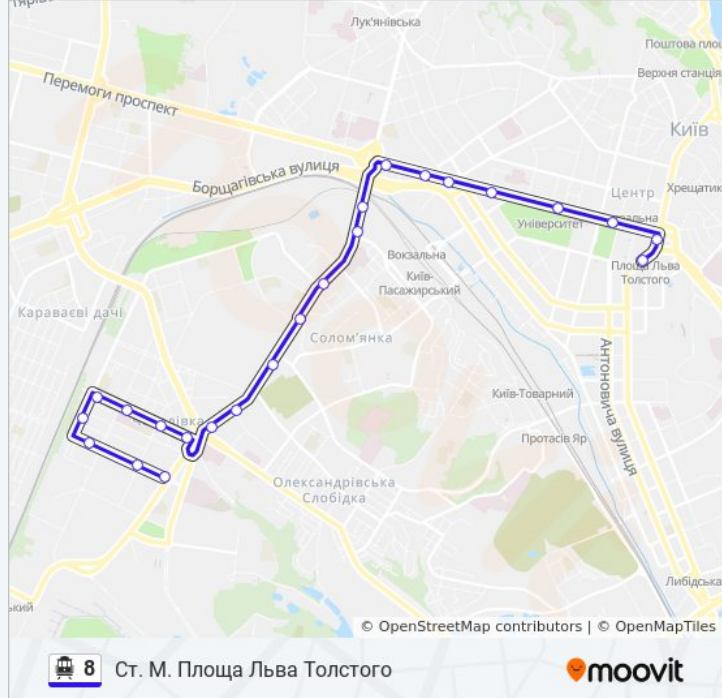 Лук'янівська
Поштова площ
Верхня станція
Перемоги проспект
Київ
Борщагівська вулиця
Центр
Хрещатик
Університет
Вокзальна
Площа Льва
Толстого
Київ-
Пасажирський
Караваєві дачі
Солом'янка
Антоновича вулиця
Київ-Товарний
Протасів Яр
Олександрівська
Слобідка
Либідська
ький
© OpenStreetMap contributors | © OpenMapTiles
8 Ст. М. Площа Льва Толстого
moovit